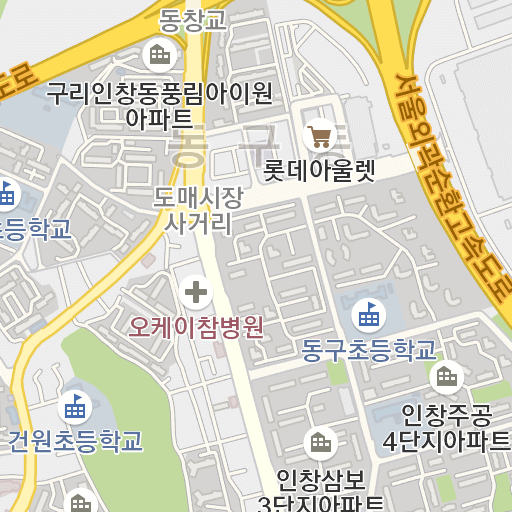 동창교
북로
구리인창동풍림아이원
아파트
동구동
서울외곽순환고속도로
롯데아울렛
도매시장
사거리
초등학교
오케이참병원
동구초등학교
인창주공
4단지아파트
건원초등학교
인창삼보
3단지아파트